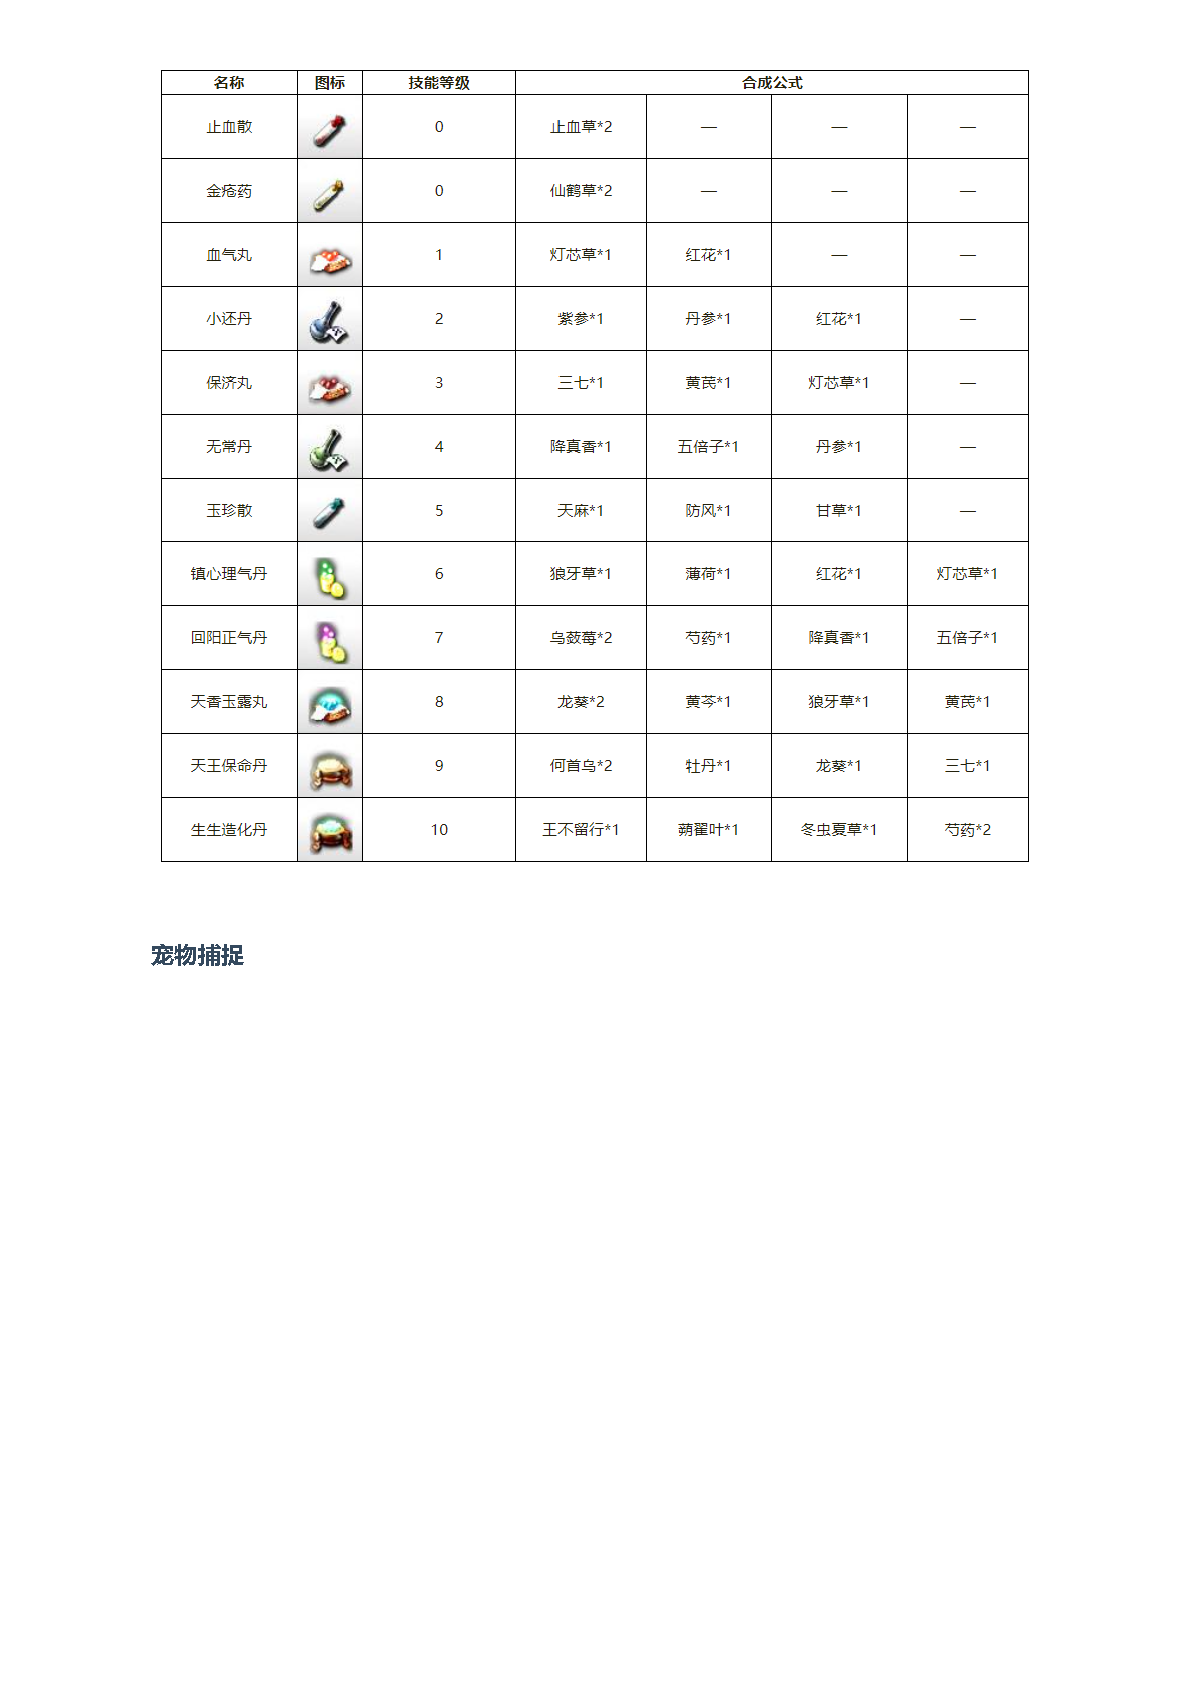 名称 图标 技能等级 合成公式
止血散 0 止血草*2 — — —
金疮药 0 仙鹤草*2 — — —
血气丸 1 灯芯草*1 红花*1 — —
小还丹 2 紫参*1 丹参*1 红花*1 —
保济丸 3 三七*1 黄芪*1 灯芯草*1 —
无常丹 4 降真香*1 五倍子*1 丹参*1 —
玉珍散 5 天麻*1 防风*1 甘草*1 —
镇心理气丹 6 狼牙草*1 薄荷*1 红花*1 灯芯草*1
回阳正气丹 7 乌蔹莓*2 芍药*1 降真香*1 五倍子*1
天香玉露丸 8 龙葵*2 黄芩*1 狼牙草*1 黄芪*1
天王保命丹 9 何首乌*2 牡丹*1 龙葵*1 三七*1
生生造化丹 10 王不留行*1 蒴翟叶*1 冬虫夏草*1 芍药*2
宠物捕捉